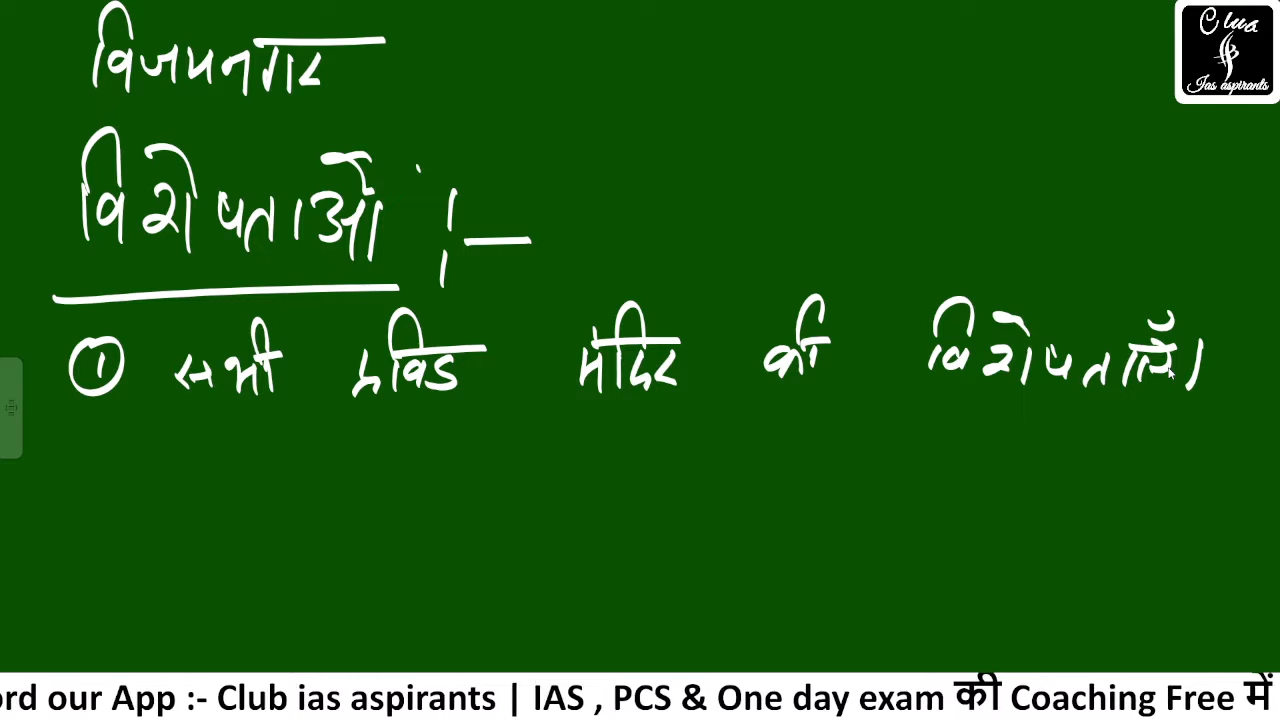 Club
Ias aspirants
विजयनगर
विशेषताओं :-
① सभी द्रविड मंदिर की विशेषताएँ।
ord our App :- Club ias aspirants | IAS , PCS & One day exam की Coaching Free में